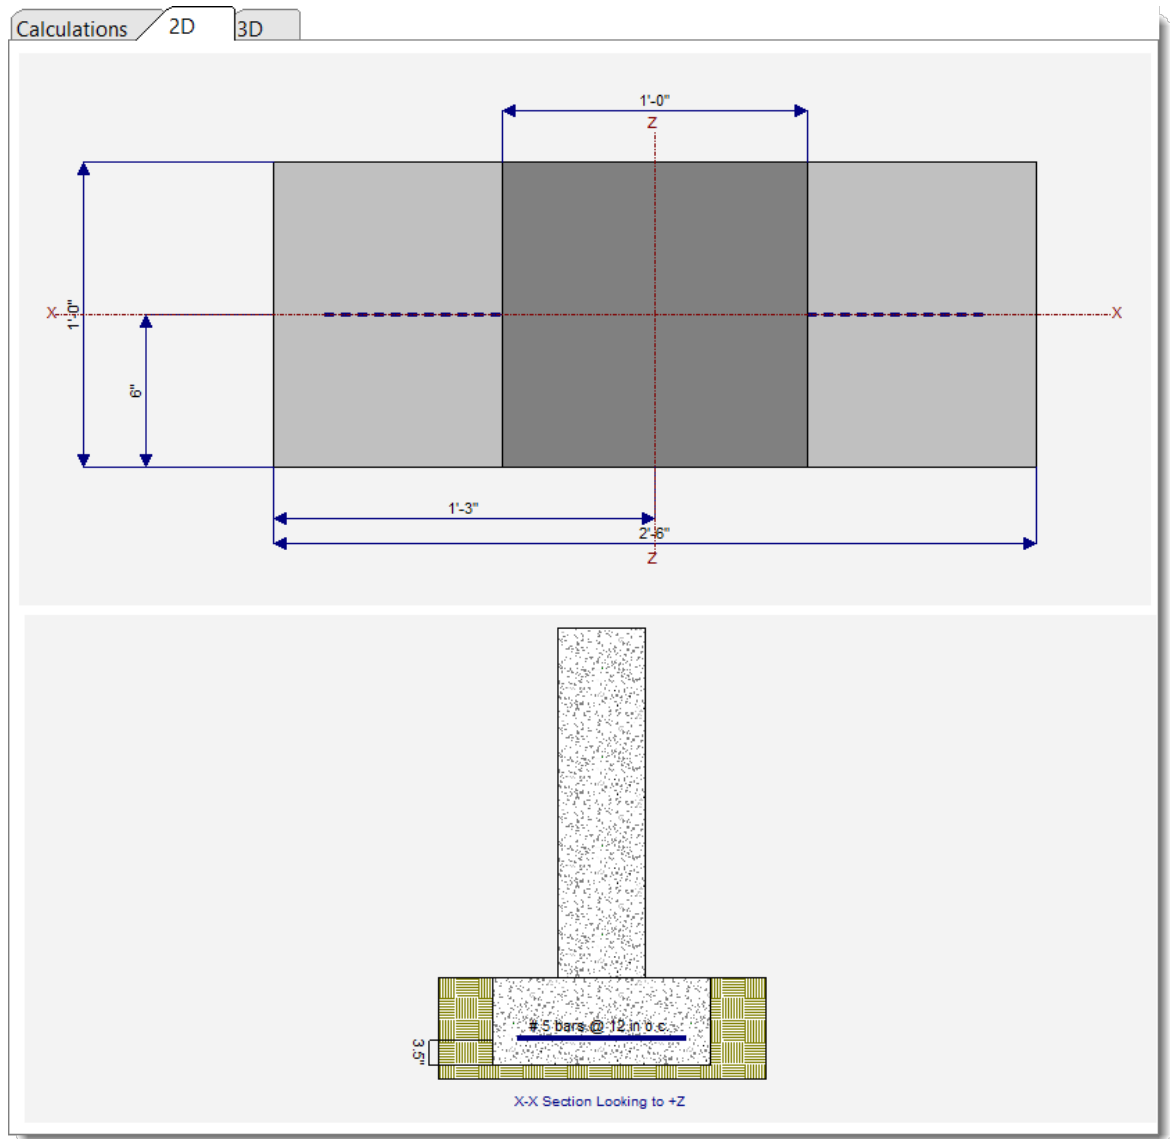 Calculations 2D 3D
1'-0"
Z
X X
1'-0"
6"
1'-3"
2'-6"
Z
# 5 bars @ 12 in o.c.
3.5"
X-X Section Looking to +Z